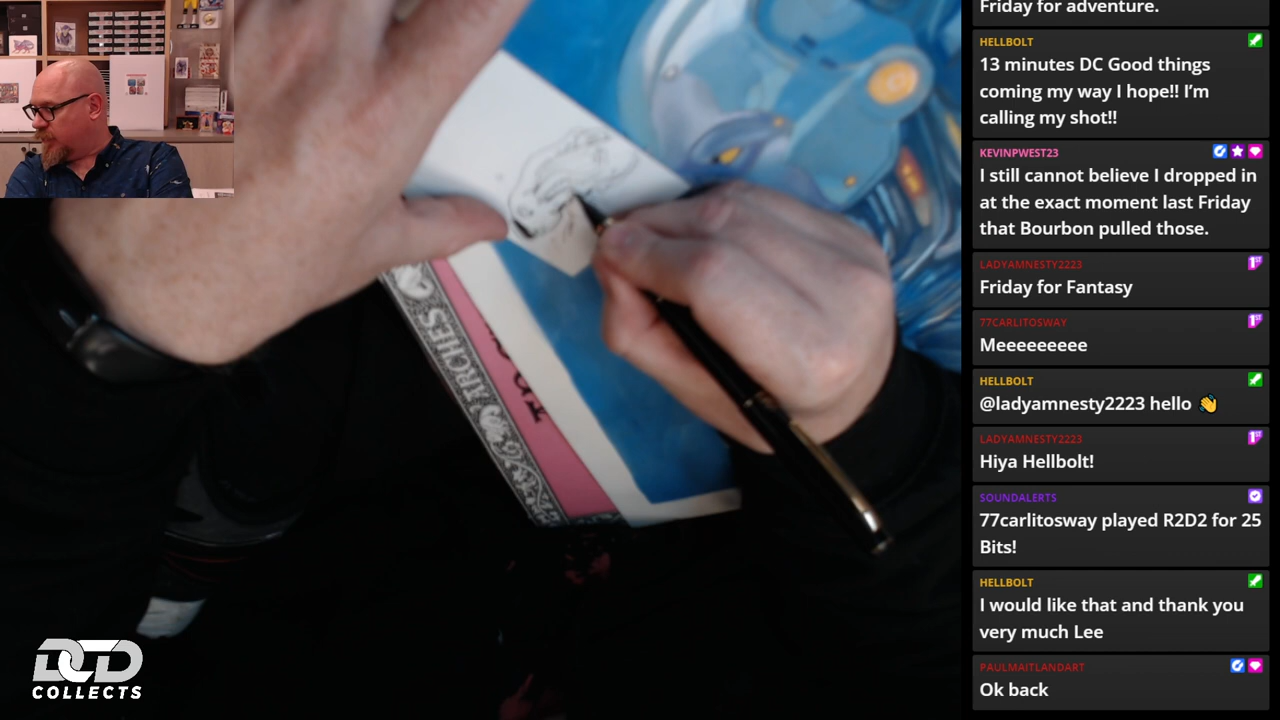 Friday for adventure.
HELLBOLT
13 minutes DC Good things
coming my way I hope!! I'm
calling my shot!!
KEVINPWEST23
I still cannot believe I dropped in
at the exact moment last Friday
that Bourbon pulled those.
LADYAMNESTY2223
Friday for Fantasy
77CARLITOSWAY
Meeeeeeeee
HELLBOLT
@ladyamnesty2223 hello 👋
LADYAMNESTY2223
Hiya Hellbolt!
SOUNDALERTS
77carlitosway played R2D2 for 25
Bits!
HELLBOLT
I would like that and thank you
very much Lee
PAULMAITLANDART
Ok back
ARCHES
DCD
COLLECTS